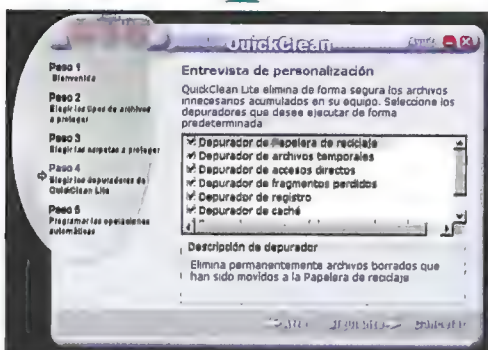 QuickClean
Paso 1
Bienvenida
Paso 2
Elegir los tipos de archivos
a proteger
Paso 3
Elegir las carpetas a proteger
Paso 4
Elegir los depuradores de
QuickClean Lite
Paso 5
Programar las operaciones
automáticas
Entrevista de personalización
QuickClean Lite elimina de forma segura los archivos
innecesarios acumulados en su equipo. Seleccione los
depuradores que desee ejecutar de forma
predeterminada
Depurador de Papelera de reciclaje
Depurador de archivos temporales
Depurador de accesos directos
Depurador de fragmentos perdidos
Depurador de registro
Depurador de caché
Descripción de depurador
Elimina permanentemente archivos borrados que
han sido movidos a la Papelera de reciclaje